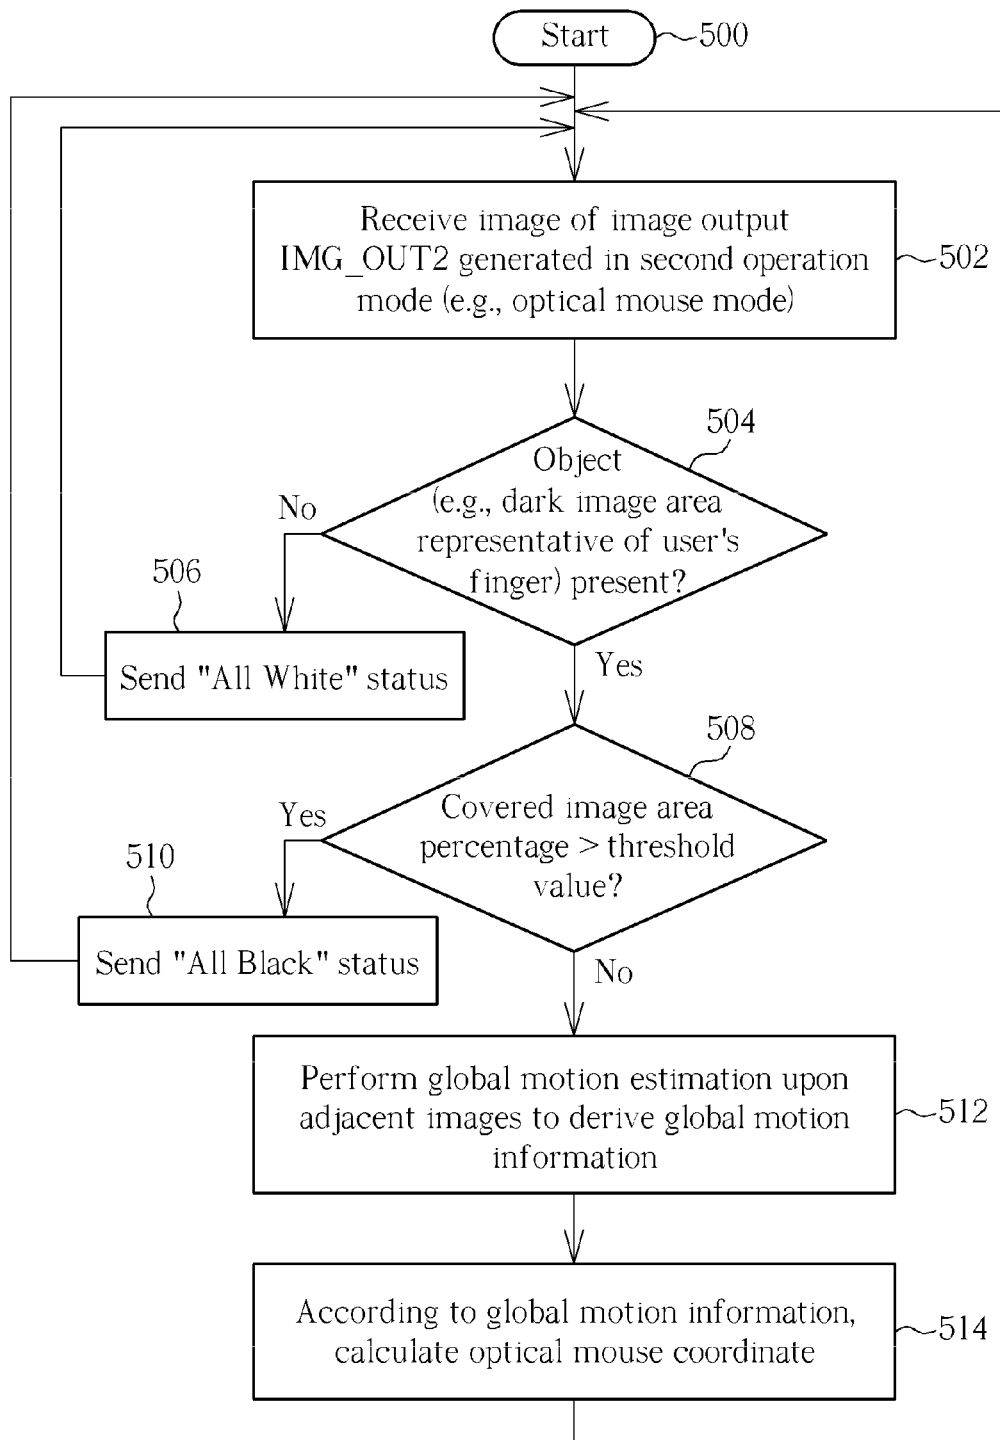 Start
500
Receive image of image output
IMG_OUT2 generated in second operation
mode (e.g., optical mouse mode)
502
504
Object
(e.g., dark image area
representative of user's
finger) present?
No
506
Send "All White" status
Yes
508
Covered image area
percentage > threshold
value?
Yes
510
Send "All Black" status
No
Perform global motion estimation upon
adjacent images to derive global motion
information
512
According to global motion information,
calculate optical mouse coordinate
514